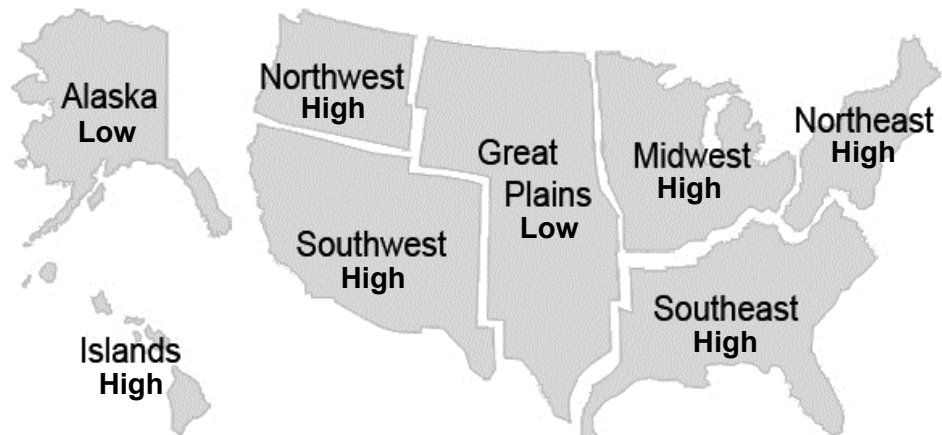 Alaska
Low
Northwest
High
Great
Plains
Low
Midwest
High
Northeast
High
Southwest
High
Southeast
High
Islands
High